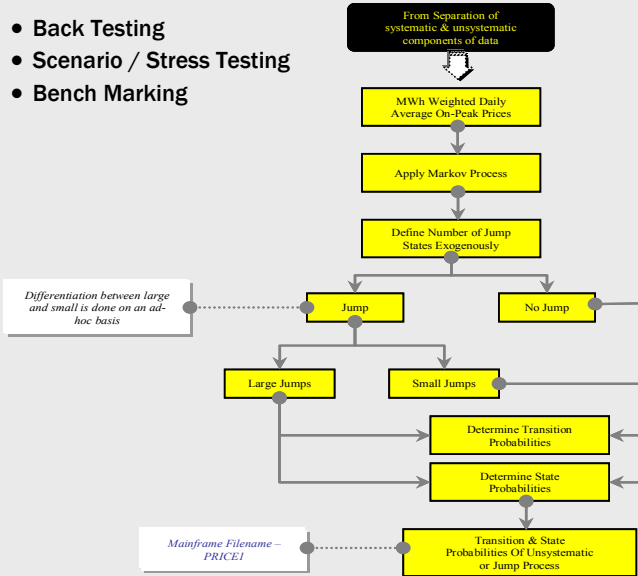 • Back Testing
• Scenario / Stress Testing
• Bench Marking
From Separation of
systematic & unsystematic
components of data
MWh Weighted Daily
Average On-Peak Prices
Apply Markov Process
Define Number of Jump
States Exogenously
Differentiation between large
and small is done on an ad-
hoc basis
Jump
No Jump
Large Jumps
Small Jumps
Determine Transition
Probabilities
Determine State
Probabilities
Mainframe Filename –
PRICE1
Transition & State
Probabilities Of Unsystematic
or Jump Process